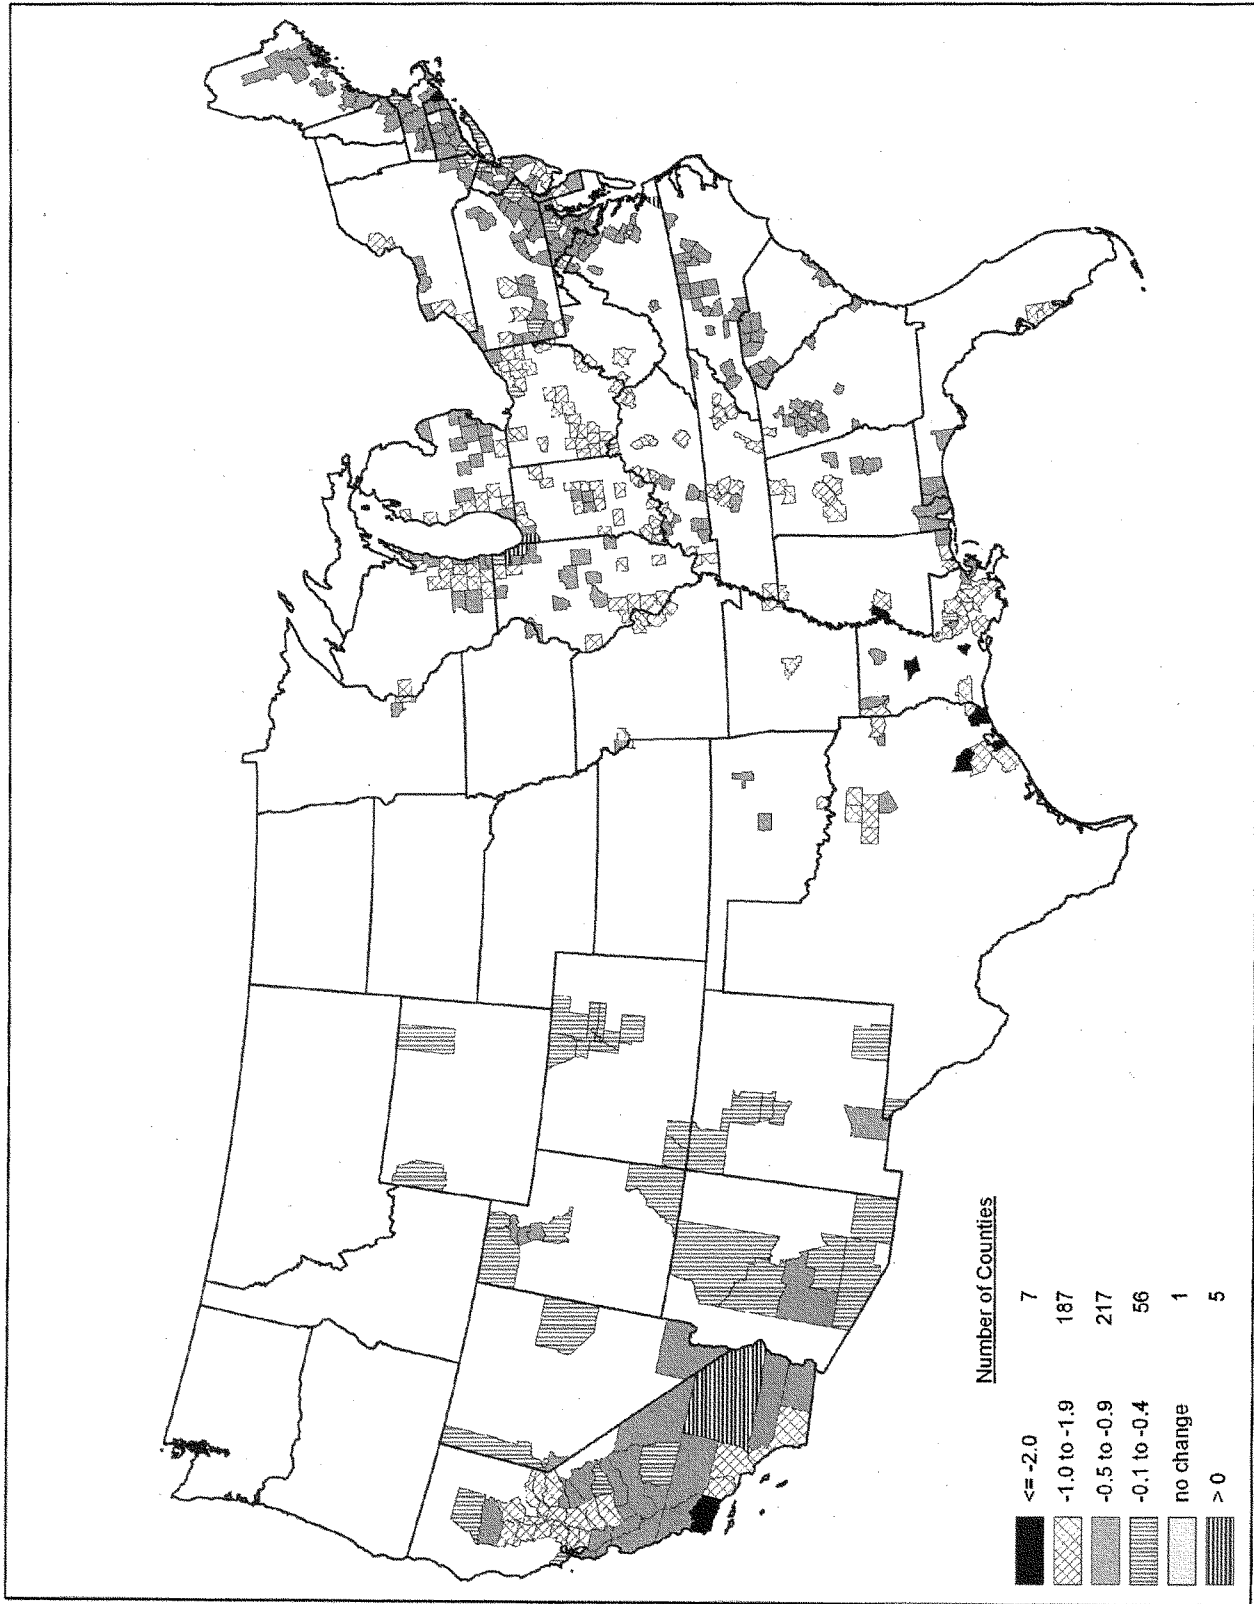 Number of Counties
<= -2.0 7
-1.0 to -1.9 187
-0.5 to -0.9 217
-0.1 to -0.4 56
no change 1
> 0 5